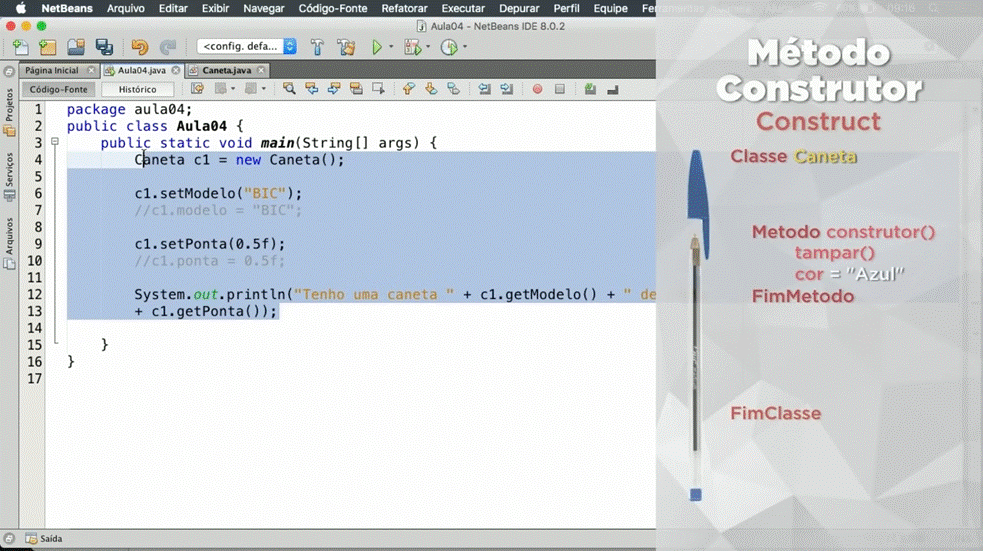 NetBeans Arquivo Editar Exibir Navegar Código-Fonte Refatorar Executar Depurar Perfil Equipe
Aula04 - NetBeans IDE 8.0.2
<config. defa...
Página Inicial Aula04.java Caneta.java
Código-Fonte Histórico
Projetos
Serviços
Arquivos
1 package aula04;
2 public class Aula04 {
3 public static void main(String[] args) {
4 Caneta c1 = new Caneta();
5
6 c1.setModelo("BIC");
7 //c1.modelo = "BIC";
8
9 c1.setPonta(0.5f);
10 //c1.ponta = 0.5f;
11
12 System.out.println("Tenho uma caneta " + c1.getModelo() + " de
13 + c1.getPonta());
14
15 }
16 }
17
Saída
Método
Construtor
Construct
Classe Caneta
Metodo construtor()
tampar()
cor = "Azul"
FimMetodo
FimClasse